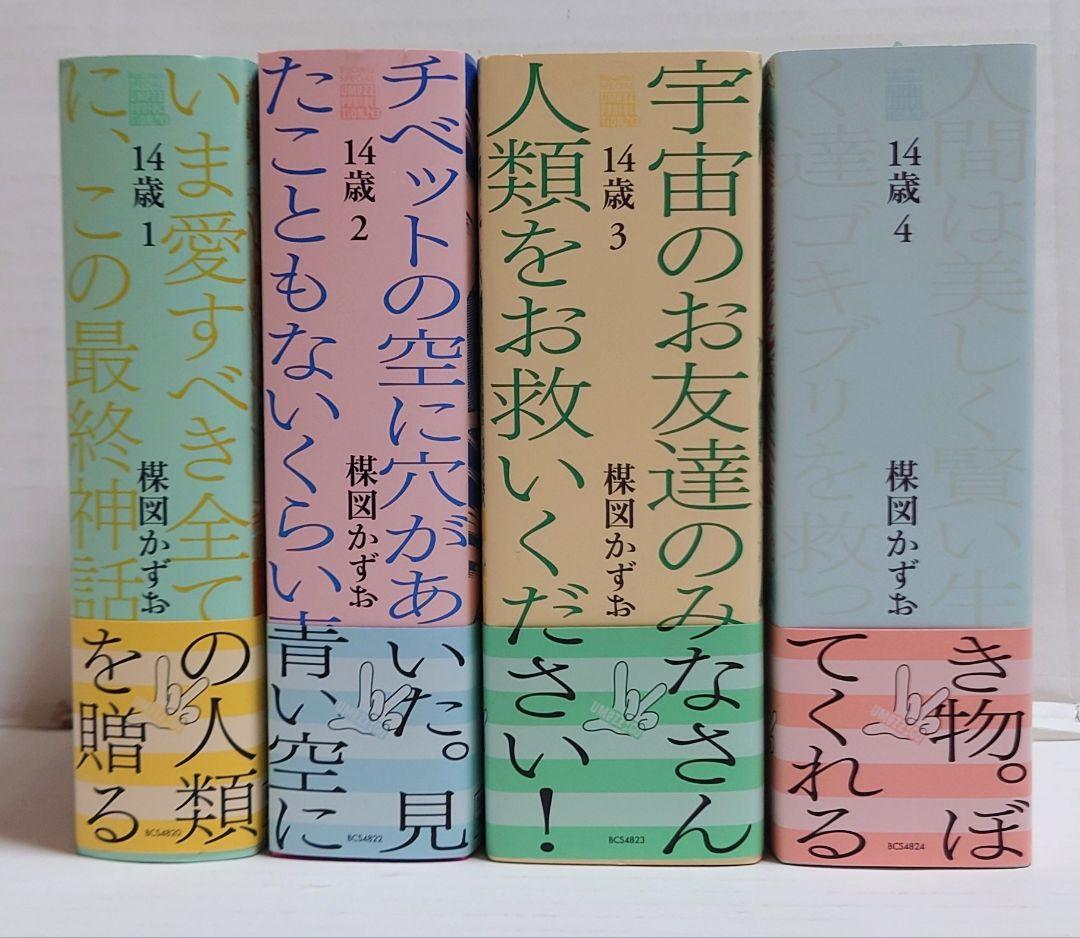 いま愛すべき全ての人類
に、この最終神話を贈る
14歳 1
楳図かずお
BCS4820
チベットの空に穴があいた。見
たこともないくらい青い空に
14歳 2
楳図かずお
BCS4822
宇宙のお友達のみなさん
人類をお救いください！
14歳 3
楳図かずお
BCS4823
人間は美しく賢い生き物。ぼ
く達ゴキブリを救ってくれる
14歳 4
楳図かずお
BCS4824